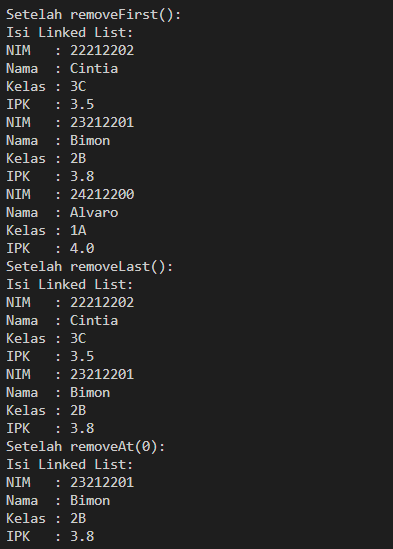 Setelah removeFirst():
Isi Linked List:
NIM   : 22212202
Nama  : Cintia
Kelas : 3C
IPK   : 3.5
NIM   : 23212201
Nama  : Bimon
Kelas : 2B
IPK   : 3.8
NIM   : 24212200
Nama  : Alvaro
Kelas : 1A
IPK   : 4.0
Setelah removeLast():
Isi Linked List:
NIM   : 22212202
Nama  : Cintia
Kelas : 3C
IPK   : 3.5
NIM   : 23212201
Nama  : Bimon
Kelas : 2B
IPK   : 3.8
Setelah removeAt(0):
Isi Linked List:
NIM   : 23212201
Nama  : Bimon
Kelas : 2B
IPK   : 3.8